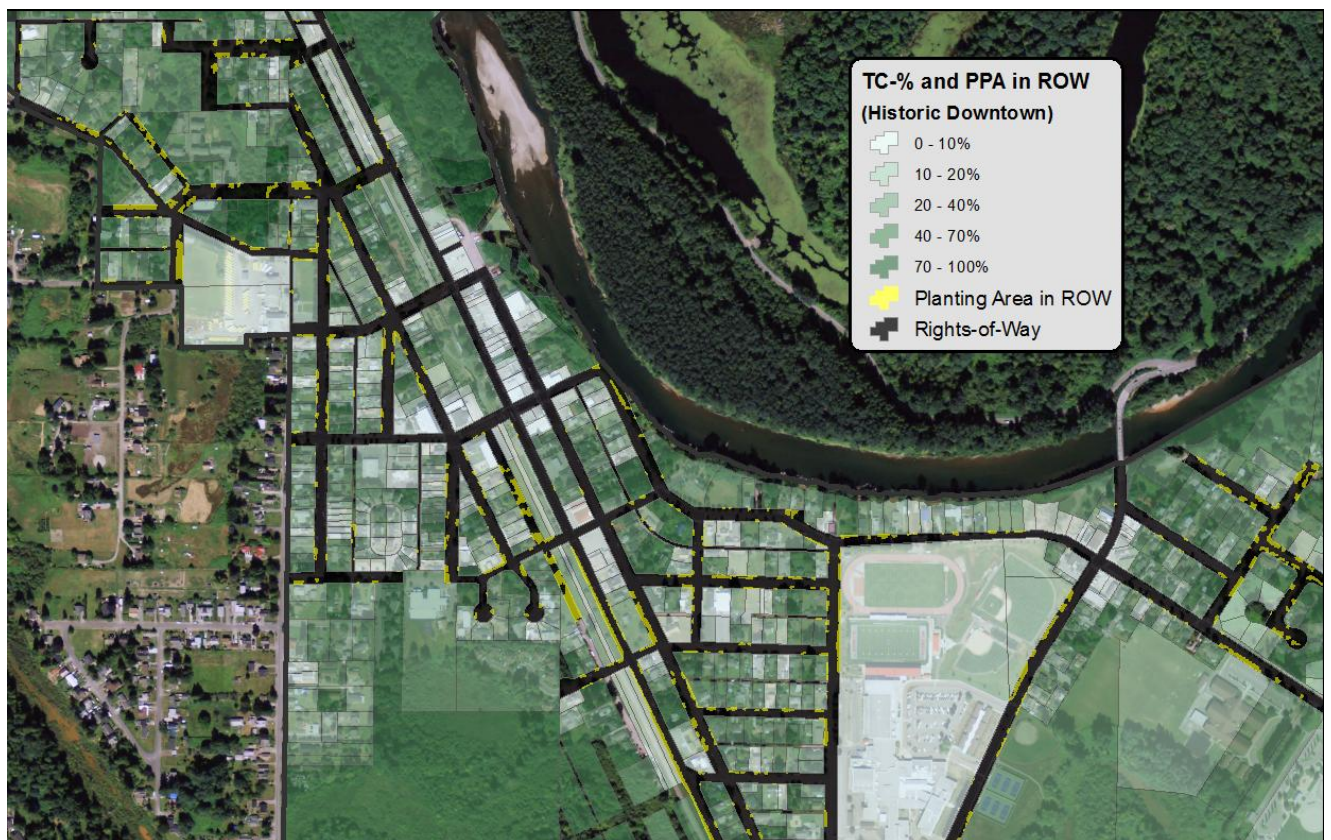 TC-% and PPA in ROW
(Historic Downtown)
0 - 10%
10 - 20%
20 - 40%
40 - 70%
70 - 100%
Planting Area in ROW
Rights-of-Way